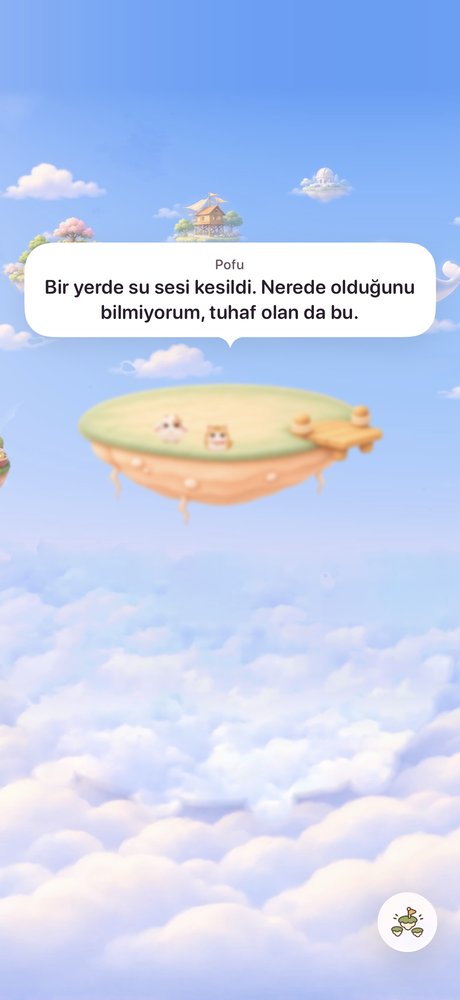 Pofu
Bir yerde su sesi kesildi. Nerede olduğunu
bilmiyorum, tuhaf olan da bu.